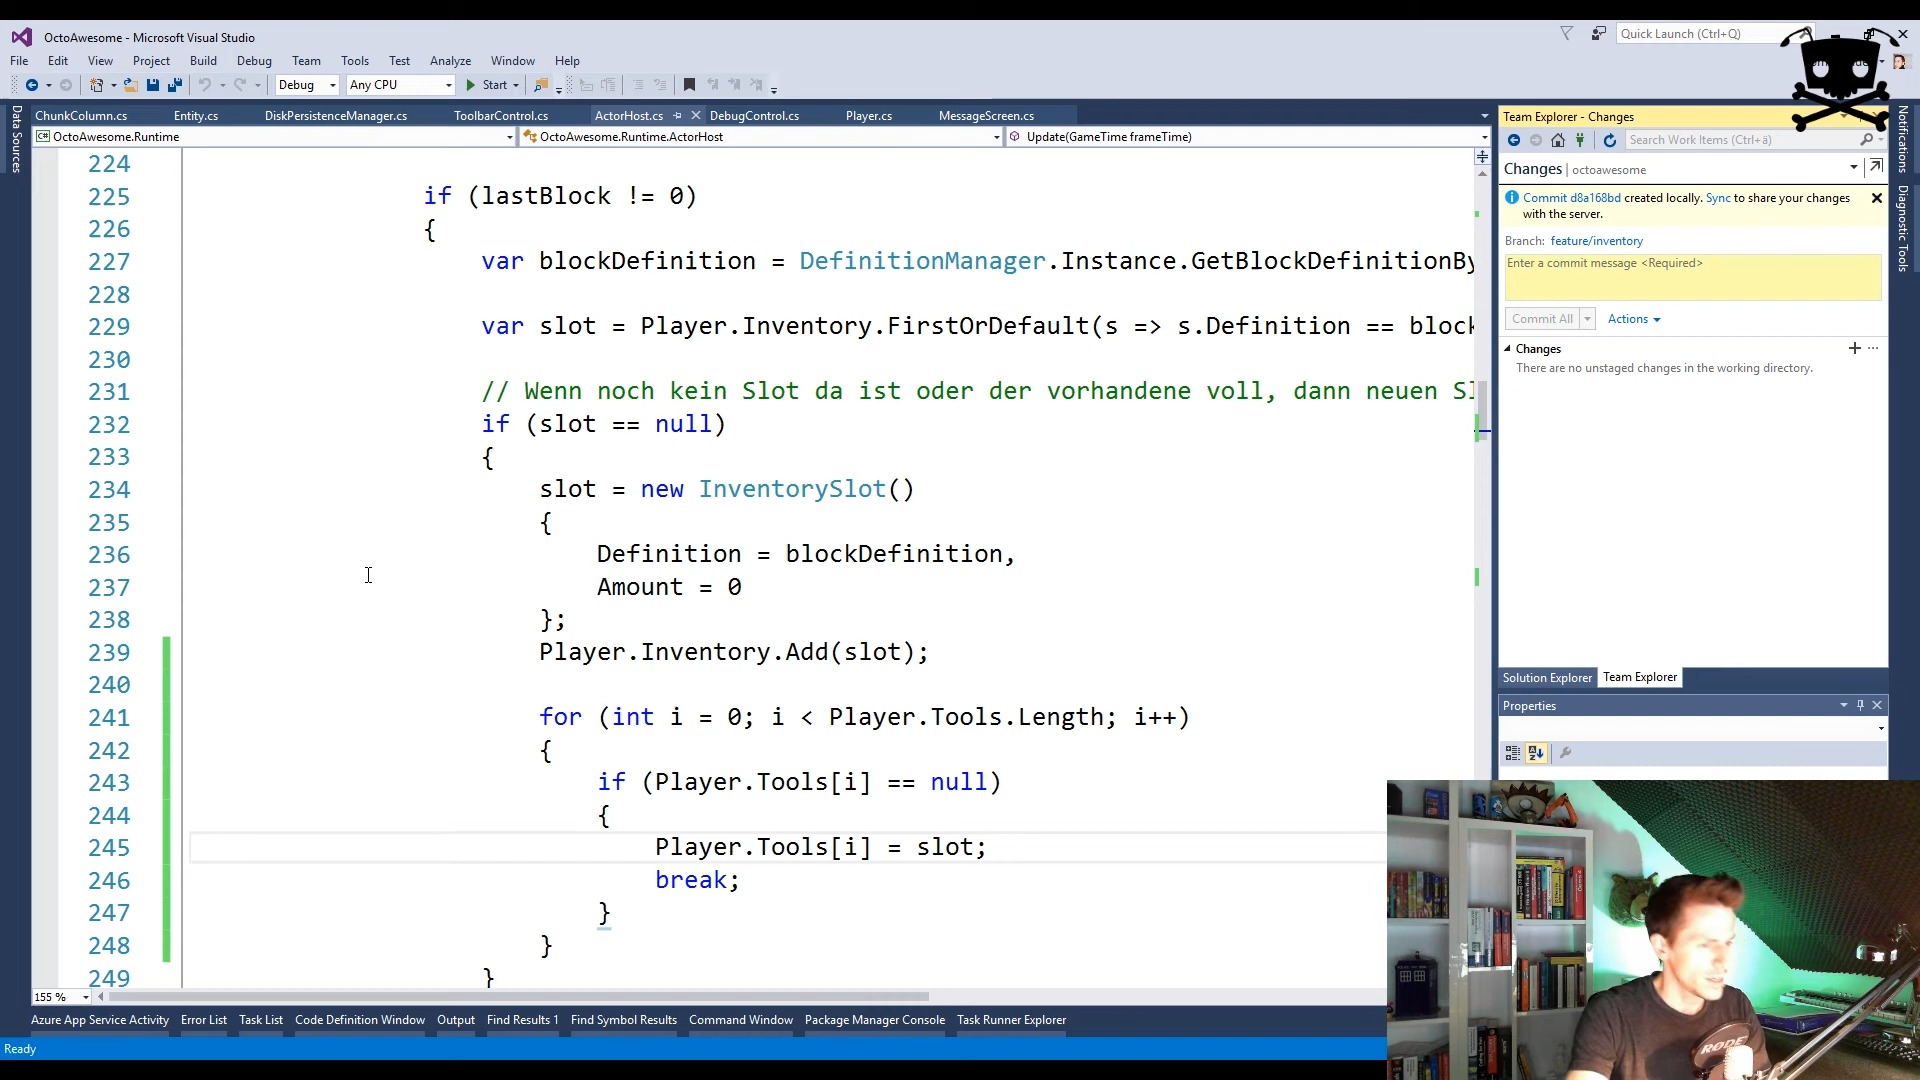 OctoAwesome - Microsoft Visual Studio
Quick Launch (Ctrl+Q)
File Edit View Project Build Debug Team Tools Test Analyze Window Help
Debug Any CPU Start
ChunkColumn.cs Entity.cs DiskPersistenceManager.cs ToolbarControl.cs ActorHost.cs DebugControl.cs Player.cs MessageScreen.cs
OctoAwesome.Runtime OctoAwesome.Runtime.ActorHost Update(GameTime frameTime)
Data Sources
224
225 if (lastBlock != 0)
226 {
227 var blockDefinition = DefinitionManager.Instance.GetBlockDefinitionBy
228
229 var slot = Player.Inventory.FirstOrDefault(s => s.Definition == block
230
231 // Wenn noch kein Slot da ist oder der vorhandene voll, dann neuen Sl
232 if (slot == null)
233 {
234 slot = new InventorySlot()
235 {
236 Definition = blockDefinition,
237 Amount = 0
238 };
239 Player.Inventory.Add(slot);
240
241 for (int i = 0; i < Player.Tools.Length; i++)
242 {
243 if (Player.Tools[i] == null)
244 {
245 Player.Tools[i] = slot;
246 break;
247 }
248 }
249 }
155 %
Team Explorer - Changes
Search Work Items (Ctrl+ä)
Changes | octoawesome
Commit d8a168bd created locally. Sync to share your changes
with the server.
Branch: feature/inventory
Enter a commit message <Required>
Commit All Actions
Changes
There are no unstaged changes in the working directory.
Solution Explorer Team Explorer
Properties
Notifications
Diagnostic Tools
Azure App Service Activity Error List Task List Code Definition Window Output Find Results 1 Find Symbol Results Command Window Package Manager Console Task Runner Explorer
Ready
RØDE